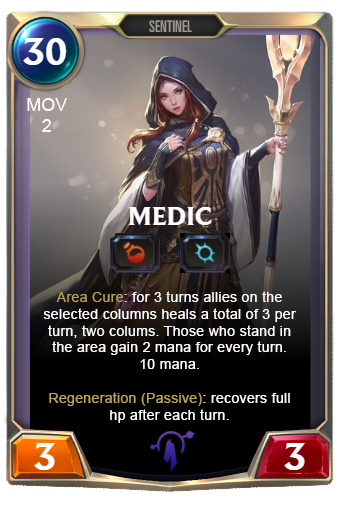 SENTINEL
30
MOV
2
MEDIC
Area Cure: for 3 turns allies on the
selected columns heals a total of 3 per
turn, two colums. Those who stand in
the area gain 2 mana for every turn.
10 mana.
Regeneration (Passive): recovers full
hp after each turn.
3
3